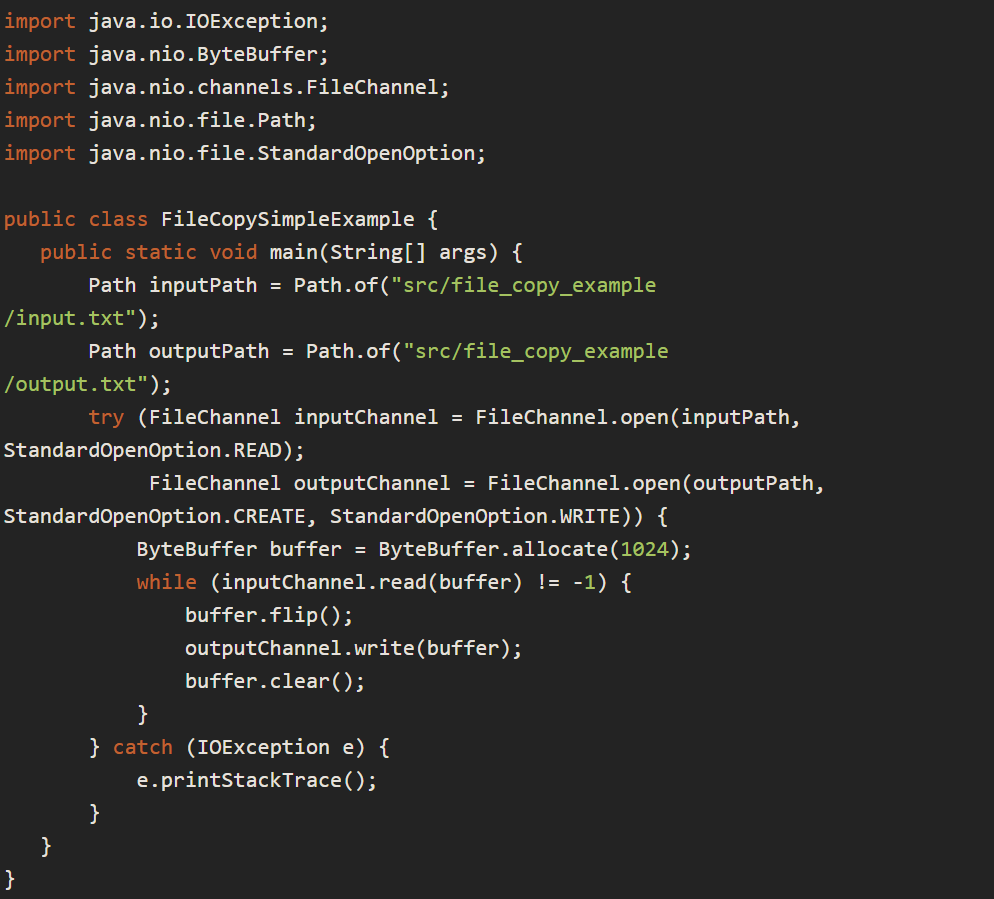 import java.io.IOException;
import java.nio.ByteBuffer;
import java.nio.channels.FileChannel;
import java.nio.file.Path;
import java.nio.file.StandardOpenOption;

public class FileCopySimpleExample {
   public static void main(String[] args) {
       Path inputPath = Path.of("src/file_copy_example
/input.txt");
       Path outputPath = Path.of("src/file_copy_example
/output.txt");
       try (FileChannel inputChannel = FileChannel.open(inputPath,
StandardOpenOption.READ);
            FileChannel outputChannel = FileChannel.open(outputPath,
StandardOpenOption.CREATE, StandardOpenOption.WRITE)) {
           ByteBuffer buffer = ByteBuffer.allocate(1024);
           while (inputChannel.read(buffer) != -1) {
               buffer.flip();
               outputChannel.write(buffer);
               buffer.clear();
           }
       } catch (IOException e) {
           e.printStackTrace();
       }
   }
}